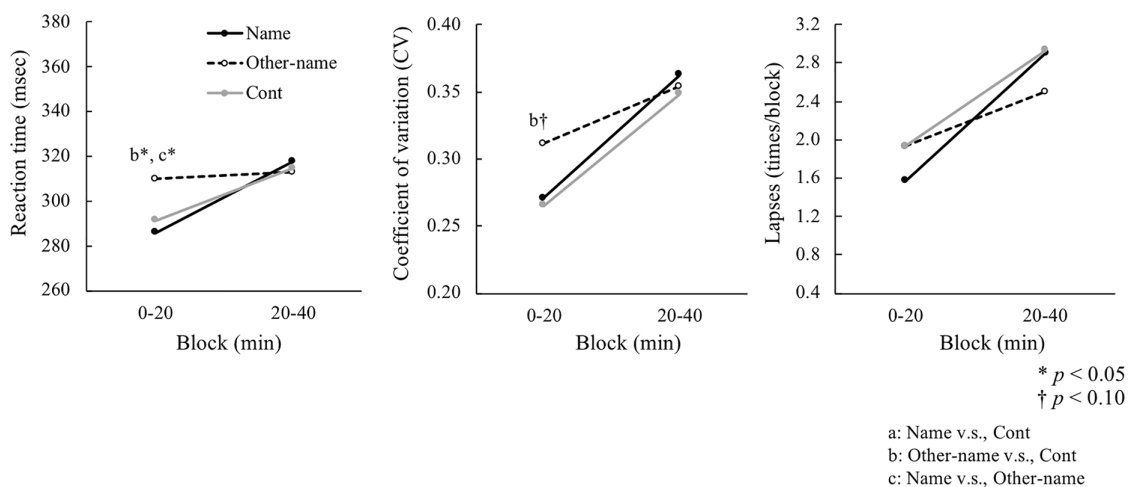 Reaction time (msec)
380
360
340
320
300
280
260
Name
Other-name
Cont
b*, c*
0-20
20-40
Block (min)
Coefficient of variation (CV)
0.40
0.35
0.30
0.25
0.20
b†
0-20
20-40
Block (min)
Lapses (times/block)
3.2
2.8
2.4
2.0
1.6
1.2
0.8
0.4
0-20
20-40
Block (min)
* p < 0.05
† p < 0.10
a: Name v.s., Cont
b: Other-name v.s., Cont
c: Name v.s., Other-name